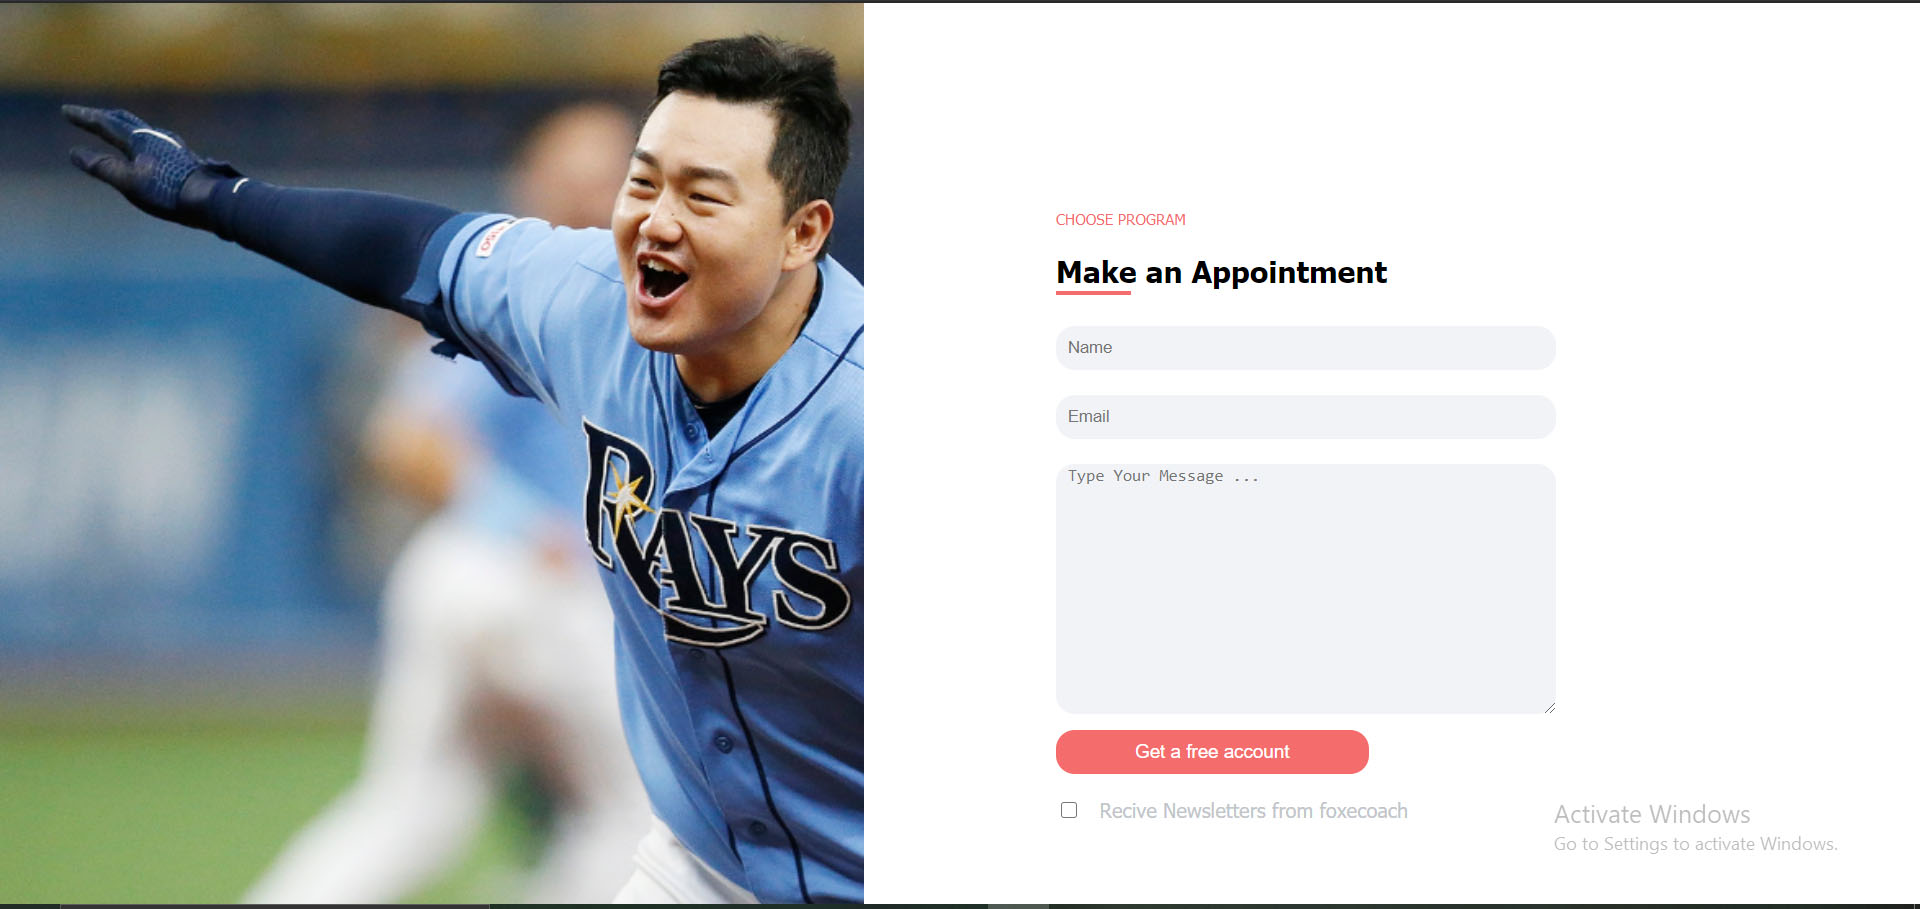 RAYS
CHOOSE PROGRAM
Make an Appointment
Name
Email
Type Your Message ...
Get a free account
Recive Newsletters from foxecoach
Activate Windows
Go to Settings to activate Windows.